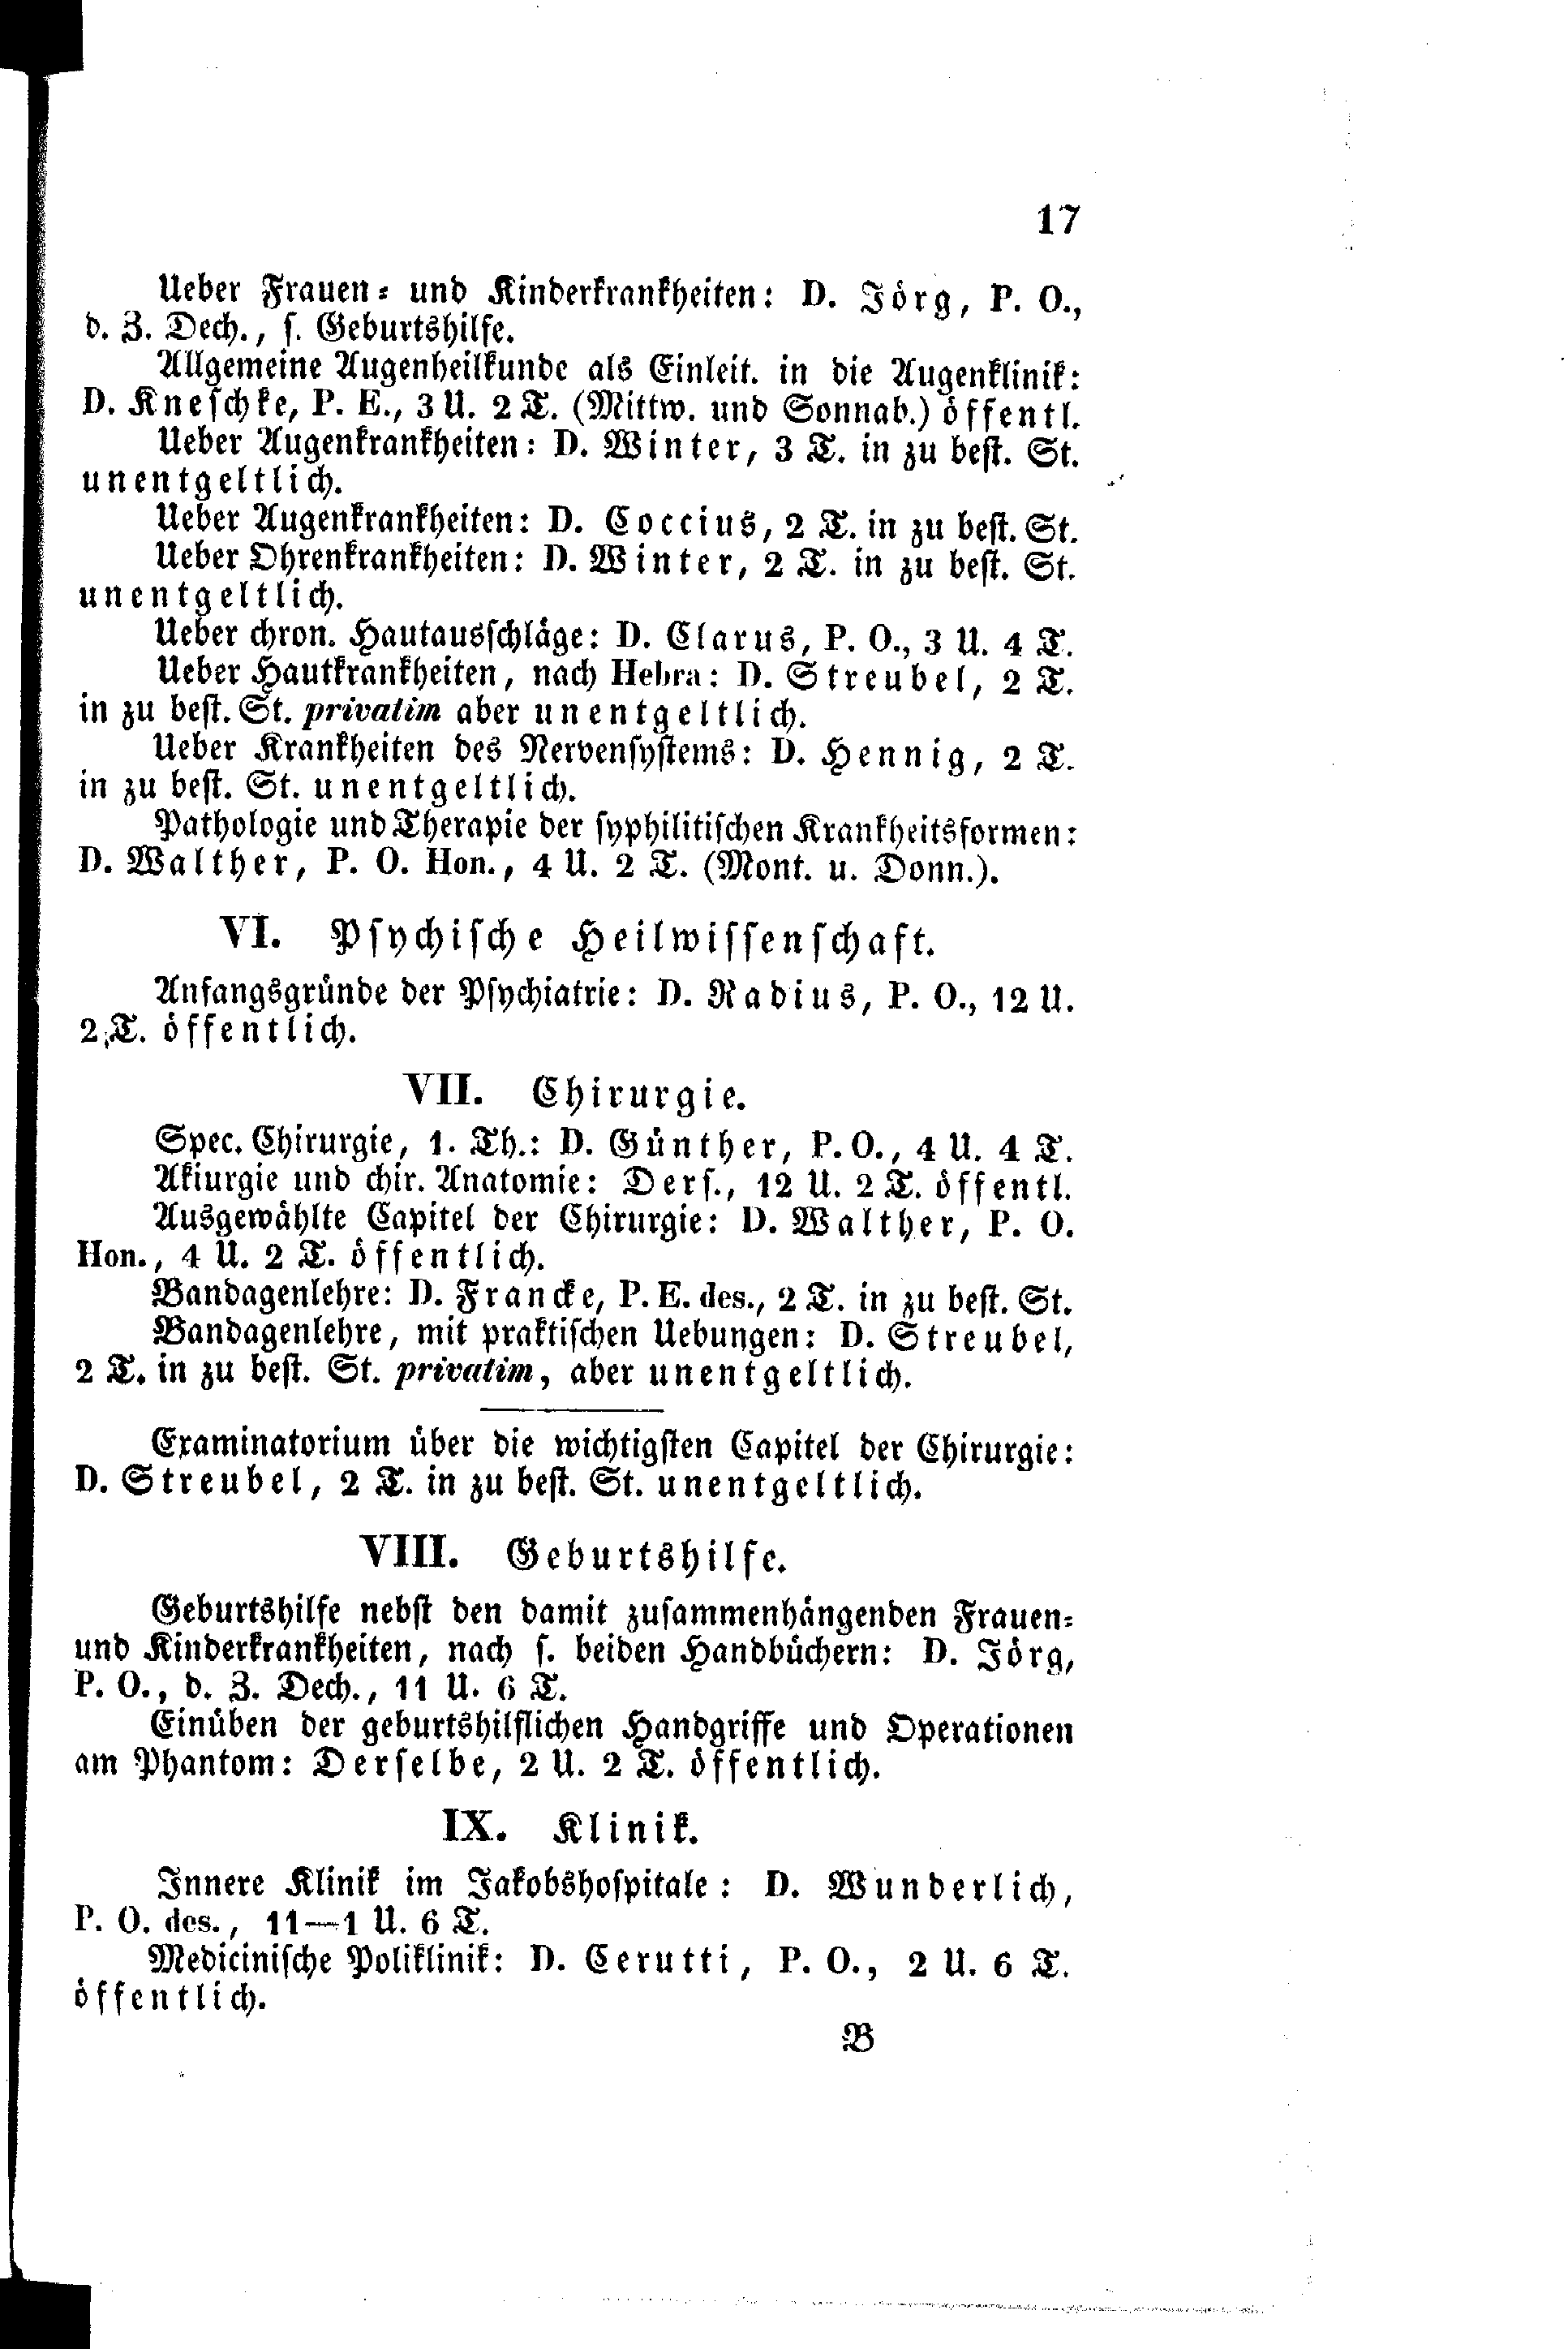 17
Ueber Frauen- und Kinderkrankheiten: D. Jörg, P. O.,
d. Z. Dech., s. Geburtshilfe.
Allgemeine Augenheilkunde als Einleit. in die Augenklinik:
D. Kneschke, P. E., 3 U. 2 T. (Mittw. und Sonnab.) öffentl.
Ueber Augenkrankheiten: D. Winter, 3 T. in zu best. St.
unentgeltlich.
Ueber Augenkrankheiten: D. Coccius, 2 T. in zu best. St.
Ueber Ohrenkrankheiten: D. Winter, 2 T. in zu best. St.
unentgeltlich.
Ueber chron. Hautausschläge: D. Clarus, P. O., 3 U. 4 T.
Ueber Hautkrankheiten, nach Hebra: D. Streubel, 2 T.
in zu best. St. privatim aber unentgeltlich.
Ueber Krankheiten des Nervensystems: D. Hennig, 2 T.
in zu best. St. unentgeltlich.
Pathologie und Therapie der syphilitischen Krankheitsformen:
D. Walther, P. O. Hon., 4 U. 2 T. (Mont. u. Donn.).
VI. Psychische Heilwissenschaft.
Anfangsgründe der Psychiatrie: D. Radius, P. O., 12 U.
2 T. öffentlich.
VII. Chirurgie.
Spec. Chirurgie, 1. Th.: D. Günther, P. O., 4 U. 4 T.
Akiurgie und chir. Anatomie: Ders., 12 U. 2 T. öffentl.
Ausgewählte Capitel der Chirurgie: D. Walther, P. O.
Hon., 4 U. 2 T. öffentlich.
Bandagenlehre: D. Francke, P. E. des., 2 T. in zu best. St.
Bandagenlehre, mit praktischen Uebungen: D. Streubel,
2 T. in zu best. St. privatim, aber unentgeltlich.
Examinatorium über die wichtigsten Capitel der Chirurgie:
D. Streubel, 2 T. in zu best. St. unentgeltlich.
VIII. Geburtshilfe.
Geburtshilfe nebst den damit zusammenhängenden Frauen-
und Kinderkrankheiten, nach s. beiden Handbüchern: D. Jörg,
P. O., d. Z. Dech., 11 U. 6 T.
Einüben der geburtshilflichen Handgriffe und Operationen
am Phantom: Derselbe, 2 U. 2 T. öffentlich.
IX. Klinik.
Innere Klinik im Jakobshospitale: D. Wunderlich,
P. O. des., 11—1 U. 6 T.
Medicinische Poliklinik: D. Cerutti, P. O., 2 U. 6 T.
öffentlich.
B